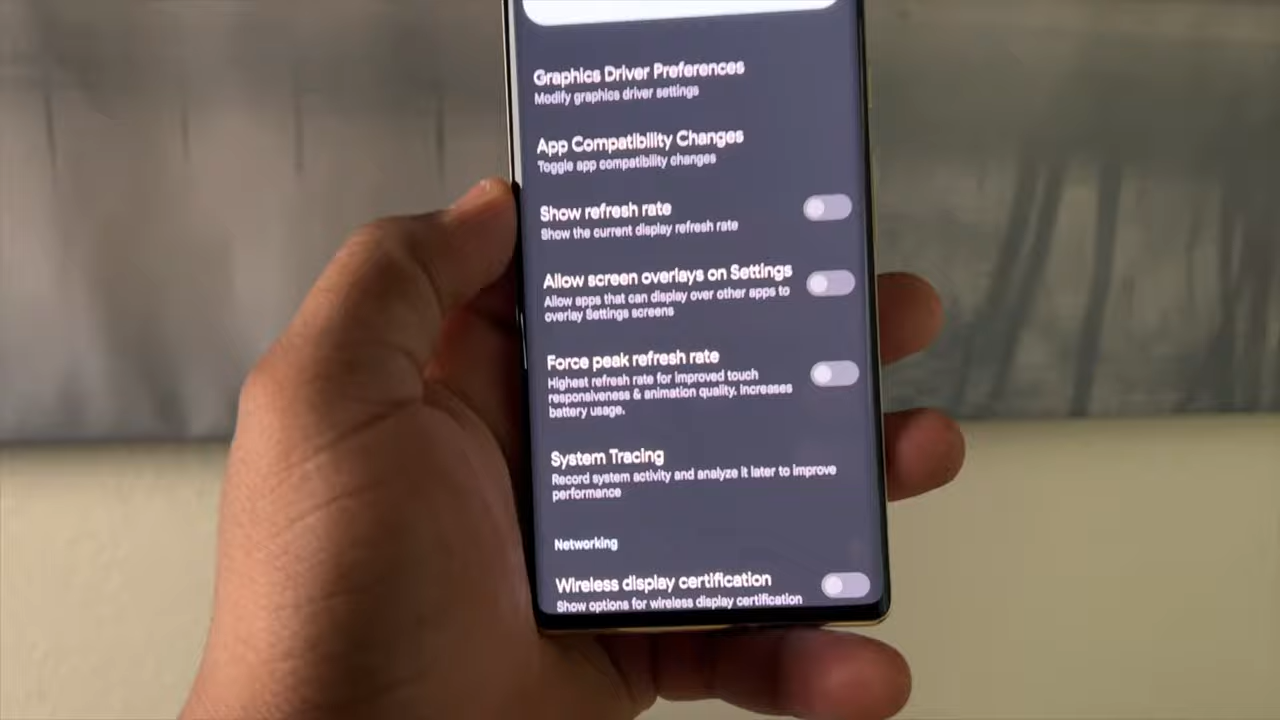 Graphics Driver Preferences
Modify graphics driver settings
App Compatibility Changes
Toggle app compatibility changes
Show refresh rate
Show the current display refresh rate
Allow screen overlays on Settings
Allow apps that can display over other apps to
overlay Settings screens
Force peak refresh rate
Highest refresh rate for improved touch
responsiveness & animation quality. Increases
battery usage.
System Tracing
Record system activity and analyze it later to improve
performance
Networking
Wireless display certification
Show options for wireless display certification